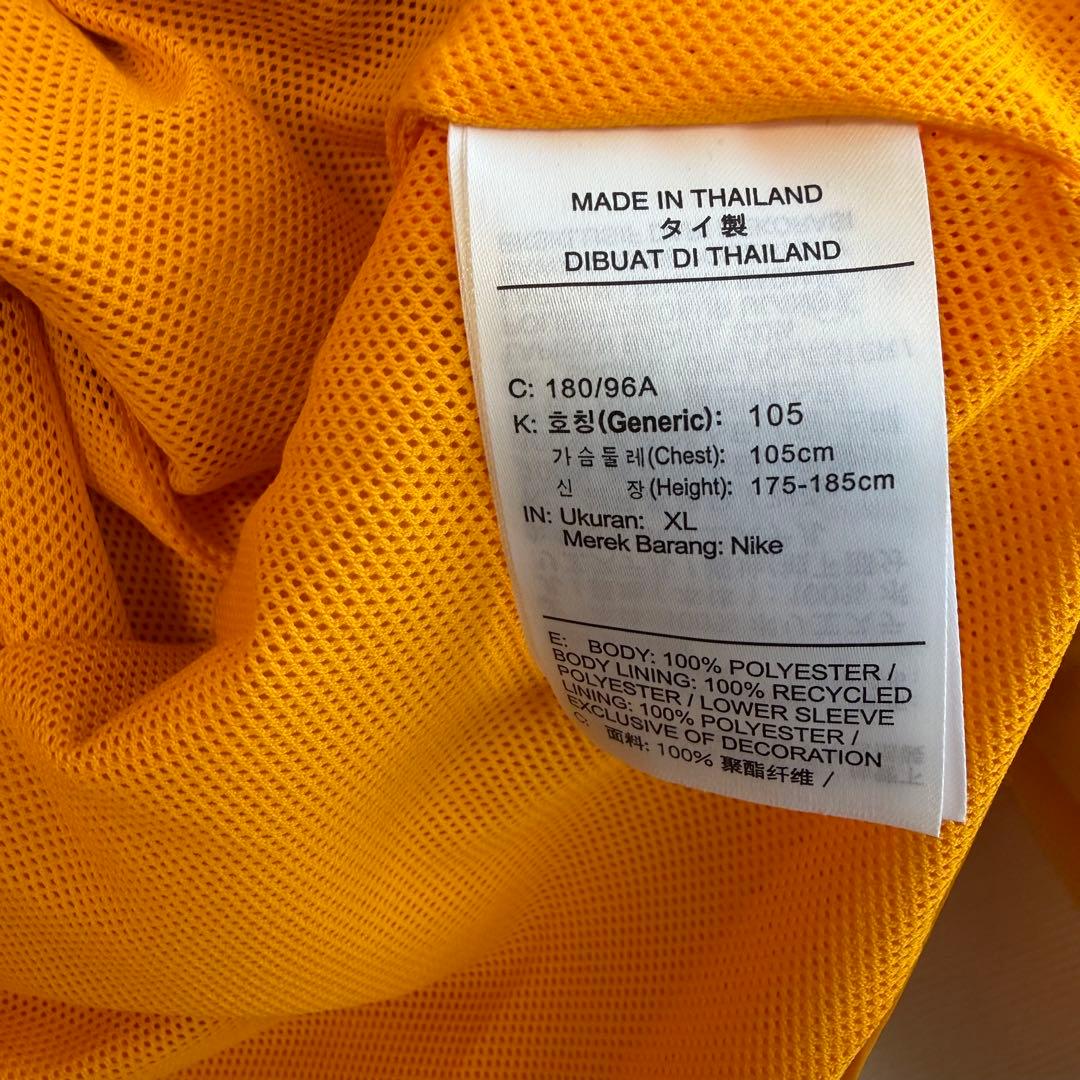 MADE IN THAILAND
タイ製
DIBUAT DI THAILAND
C: 180/96A
K: 호칭(Generic): 105
가슴둘레(Chest): 105cm
신 장(Height): 175-185cm
IN: Ukuran: XL
Merek Barang: Nike
E: BODY: 100% POLYESTER /
BODY LINING: 100% RECYCLED
POLYESTER / LOWER SLEEVE
LINING: 100% POLYESTER /
EXCLUSIVE OF DECORATION
C: 面料: 100% 聚酯纤维 /